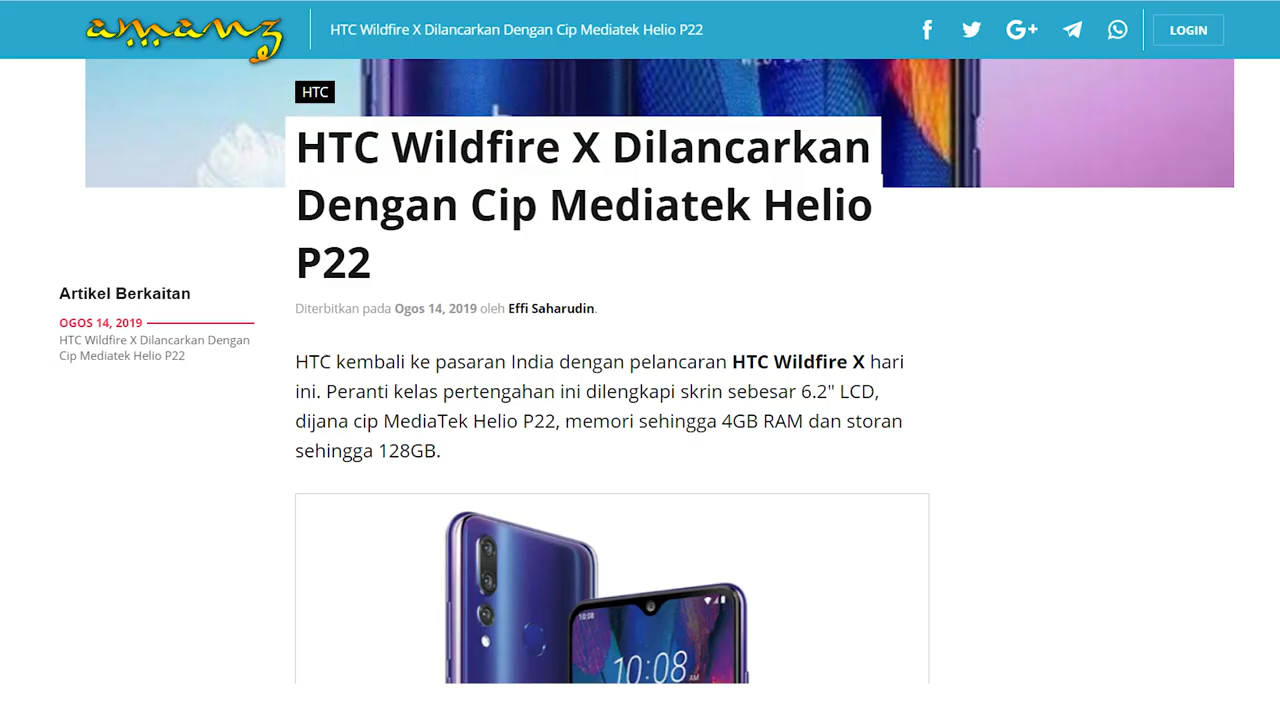 amanz
HTC Wildfire X Dilancarkan Dengan Cip Mediatek Helio P22
LOGIN
HTC
HTC Wildfire X Dilancarkan
Dengan Cip Mediatek Helio
P22
Diterbitkan pada Ogos 14, 2019 oleh Effi Saharudin.
Artikel Berkaitan
OGOS 14, 2019
HTC Wildfire X Dilancarkan Dengan
Cip Mediatek Helio P22
HTC kembali ke pasaran India dengan pelancaran HTC Wildfire X hari
ini. Peranti kelas pertengahan ini dilengkapi skrin sebesar 6.2" LCD,
dijana cip MediaTek Helio P22, memori sehingga 4GB RAM dan storan
sehingga 128GB.
10:08
10:08
AM